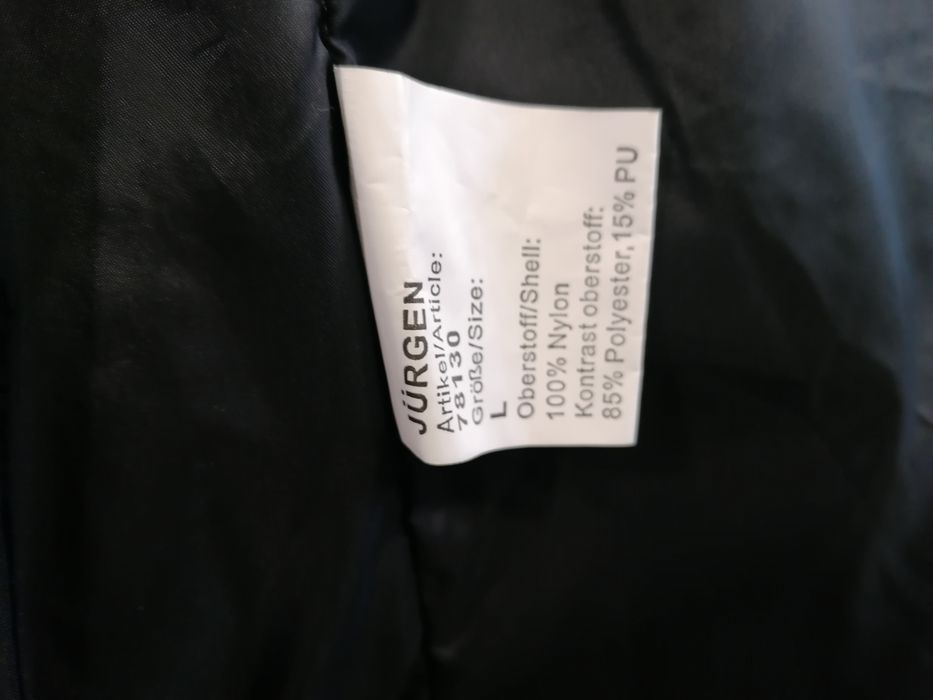 JÜRGEN
Artikel/Article:
78130
Größe/Size:
L
Oberstoff/Shell:
100% Nylon
Kontrast oberstoff:
85% Polyester, 15% PU